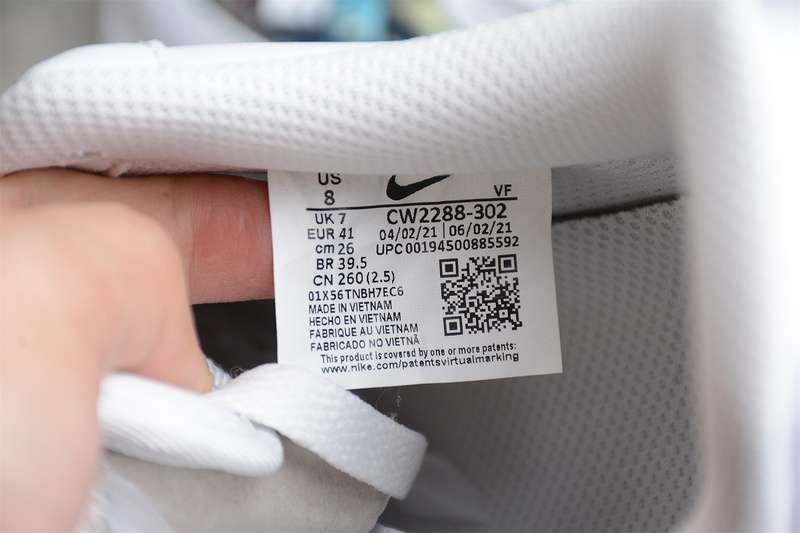 US
8
VF
UK 7
CW2288-302
EUR 41
04/02/21 | 06/02/21
cm 26
UPC00194500885592
BR 39.5
CN 260 (2.5)
01X56TNBH7EC6
MADE IN VIETNAM
HECHO EN VIETNAM
FABRIQUE AU VIETNAM
FABRICADO NO VIETNÃ
This product is covered by one or more patents:
www.nike.com/patentsvirtualmarking